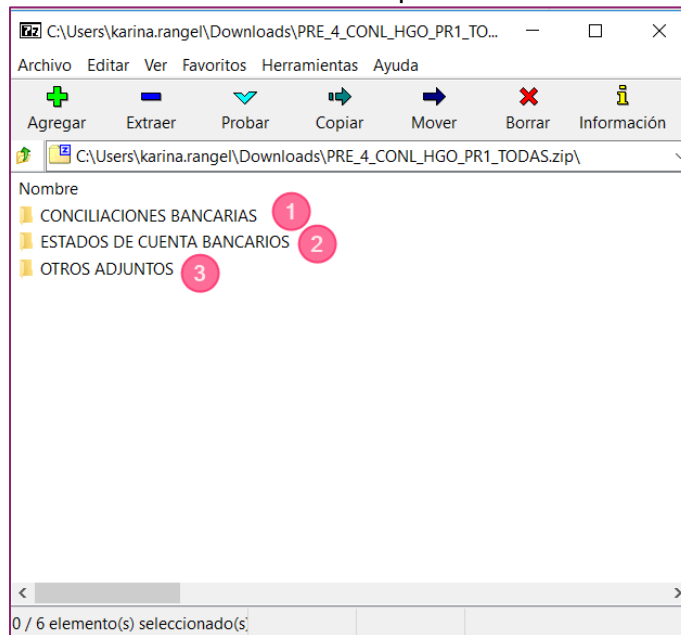 C:\Users\karina.rangel\Downloads\PRE_4_CONL_HGO_PR1_TO...
Archivo Editar Ver Favoritos Herramientas Ayuda
Agregar Extraer Probar Copiar Mover Borrar Información
C:\Users\karina.rangel\Downloads\PRE_4_CONL_HGO_PR1_TODAS.zip\
Nombre
CONCILIACIONES BANCARIAS 1
ESTADOS DE CUENTA BANCARIOS 2
OTROS ADJUNTOS 3
0 / 6 elemento(s) seleccionado(s)